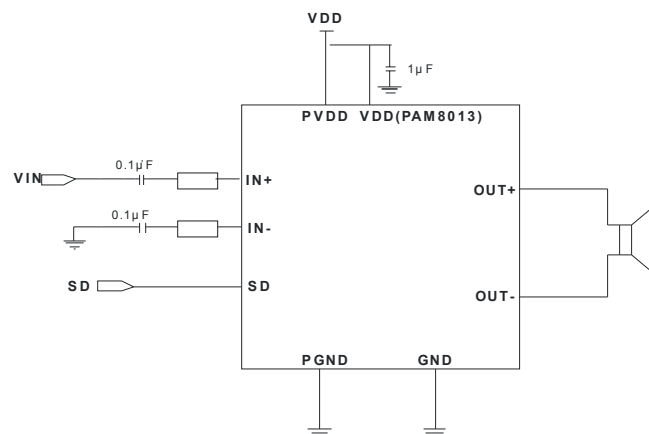 VDD
1μF
PVDD VDD(PAM8013)
0.1μF
VIN
IN+
OUT+
0.1μF
IN-
SD
SD
OUT-
PGND
GND